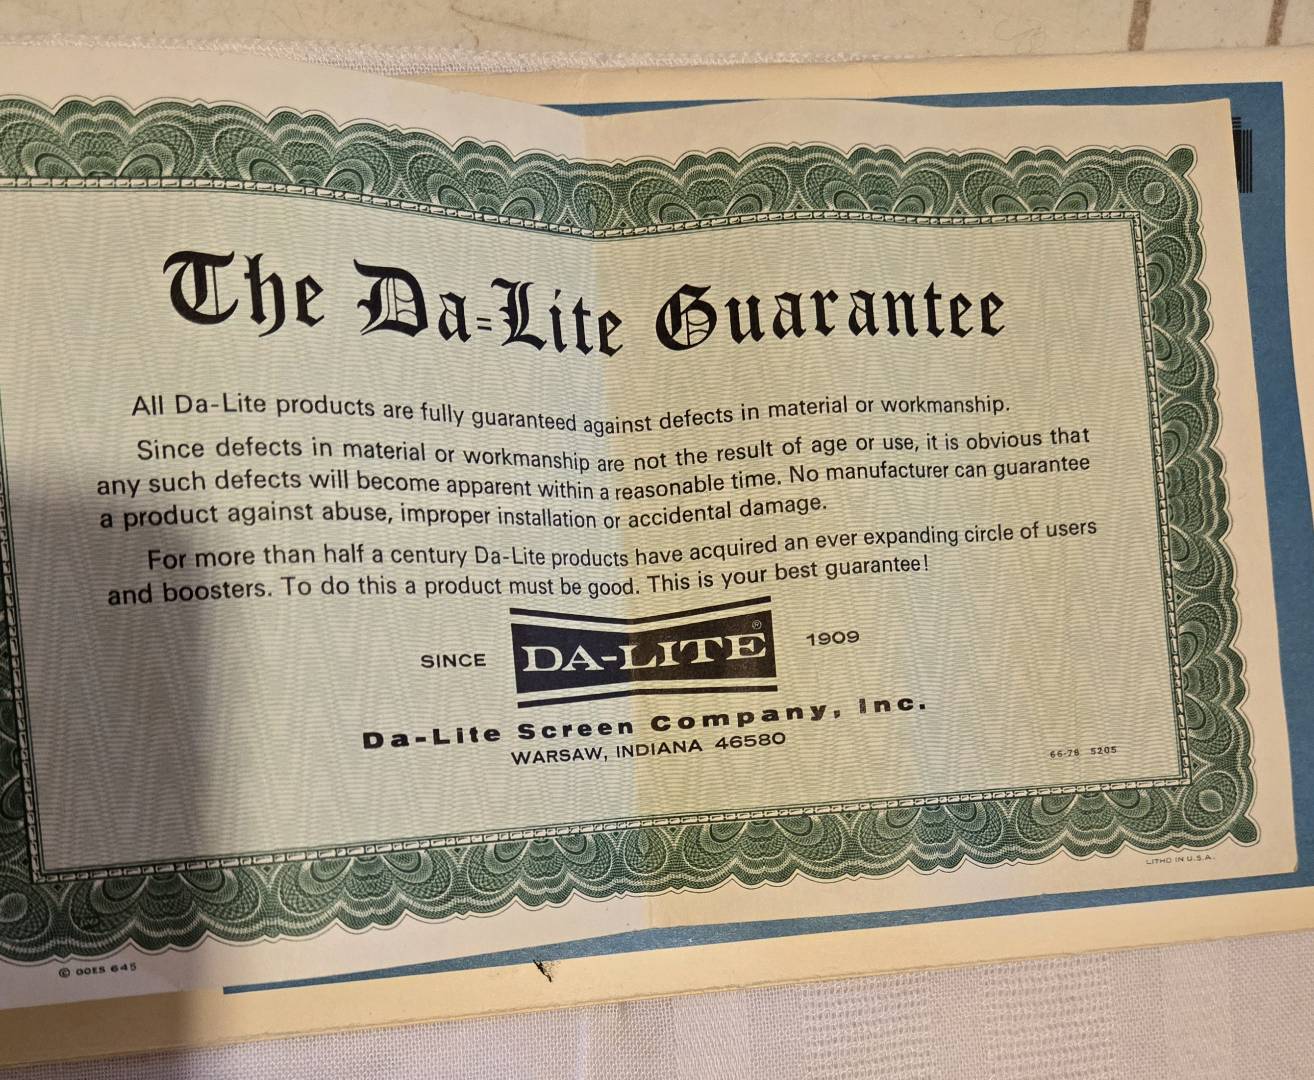 The Da-Lite Guarantee
All Da-Lite products are fully guaranteed against defects in material or workmanship.
Since defects in material or workmanship are not the result of age or use, it is obvious that
any such defects will become apparent within a reasonable time. No manufacturer can guarantee
a product against abuse, improper installation or accidental damage.
For more than half a century Da-Lite products have acquired an ever expanding circle of users
and boosters. To do this a product must be good. This is your best guarantee!
SINCE DA-LITE® 1909
Da-Lite Screen Company, Inc.
WARSAW, INDIANA 46580
66-78 5205
LITHO IN U.S.A.
© GOES 645